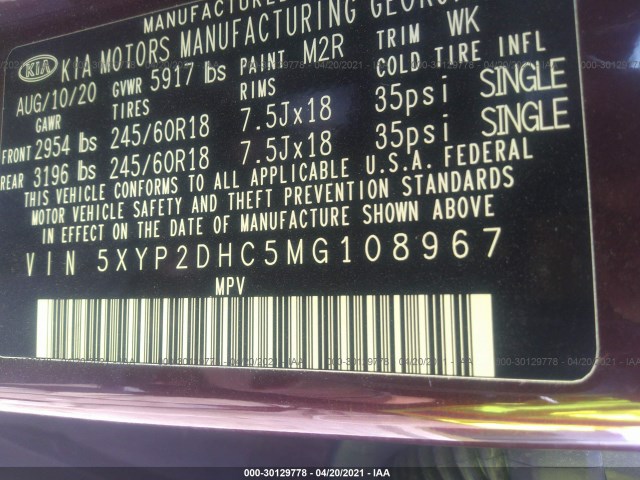 MANUFACTURED
KIA KIA MOTORS MANUFACTURING GEORGIA
AUG/10/20 GVWR 5917 lbs PAINT M2R TRIM WK
GAWR TIRES RIMS COLD TIRE INFL
FRONT 2954 lbs 245/60R18 7.5Jx18 35psi SINGLE
REAR 3196 lbs 245/60R18 7.5Jx18 35psi SINGLE
THIS VEHICLE CONFORMS TO ALL APPLICABLE U.S.A. FEDERAL
MOTOR VEHICLE SAFETY AND THEFT PREVENTION STANDARDS
IN EFFECT ON THE DATE OF MANUFACTURE SHOWN ABOVE
VIN 5XYP2DHC5MG108967
MPV
000-30129778 - 04/20/2021 - IAA